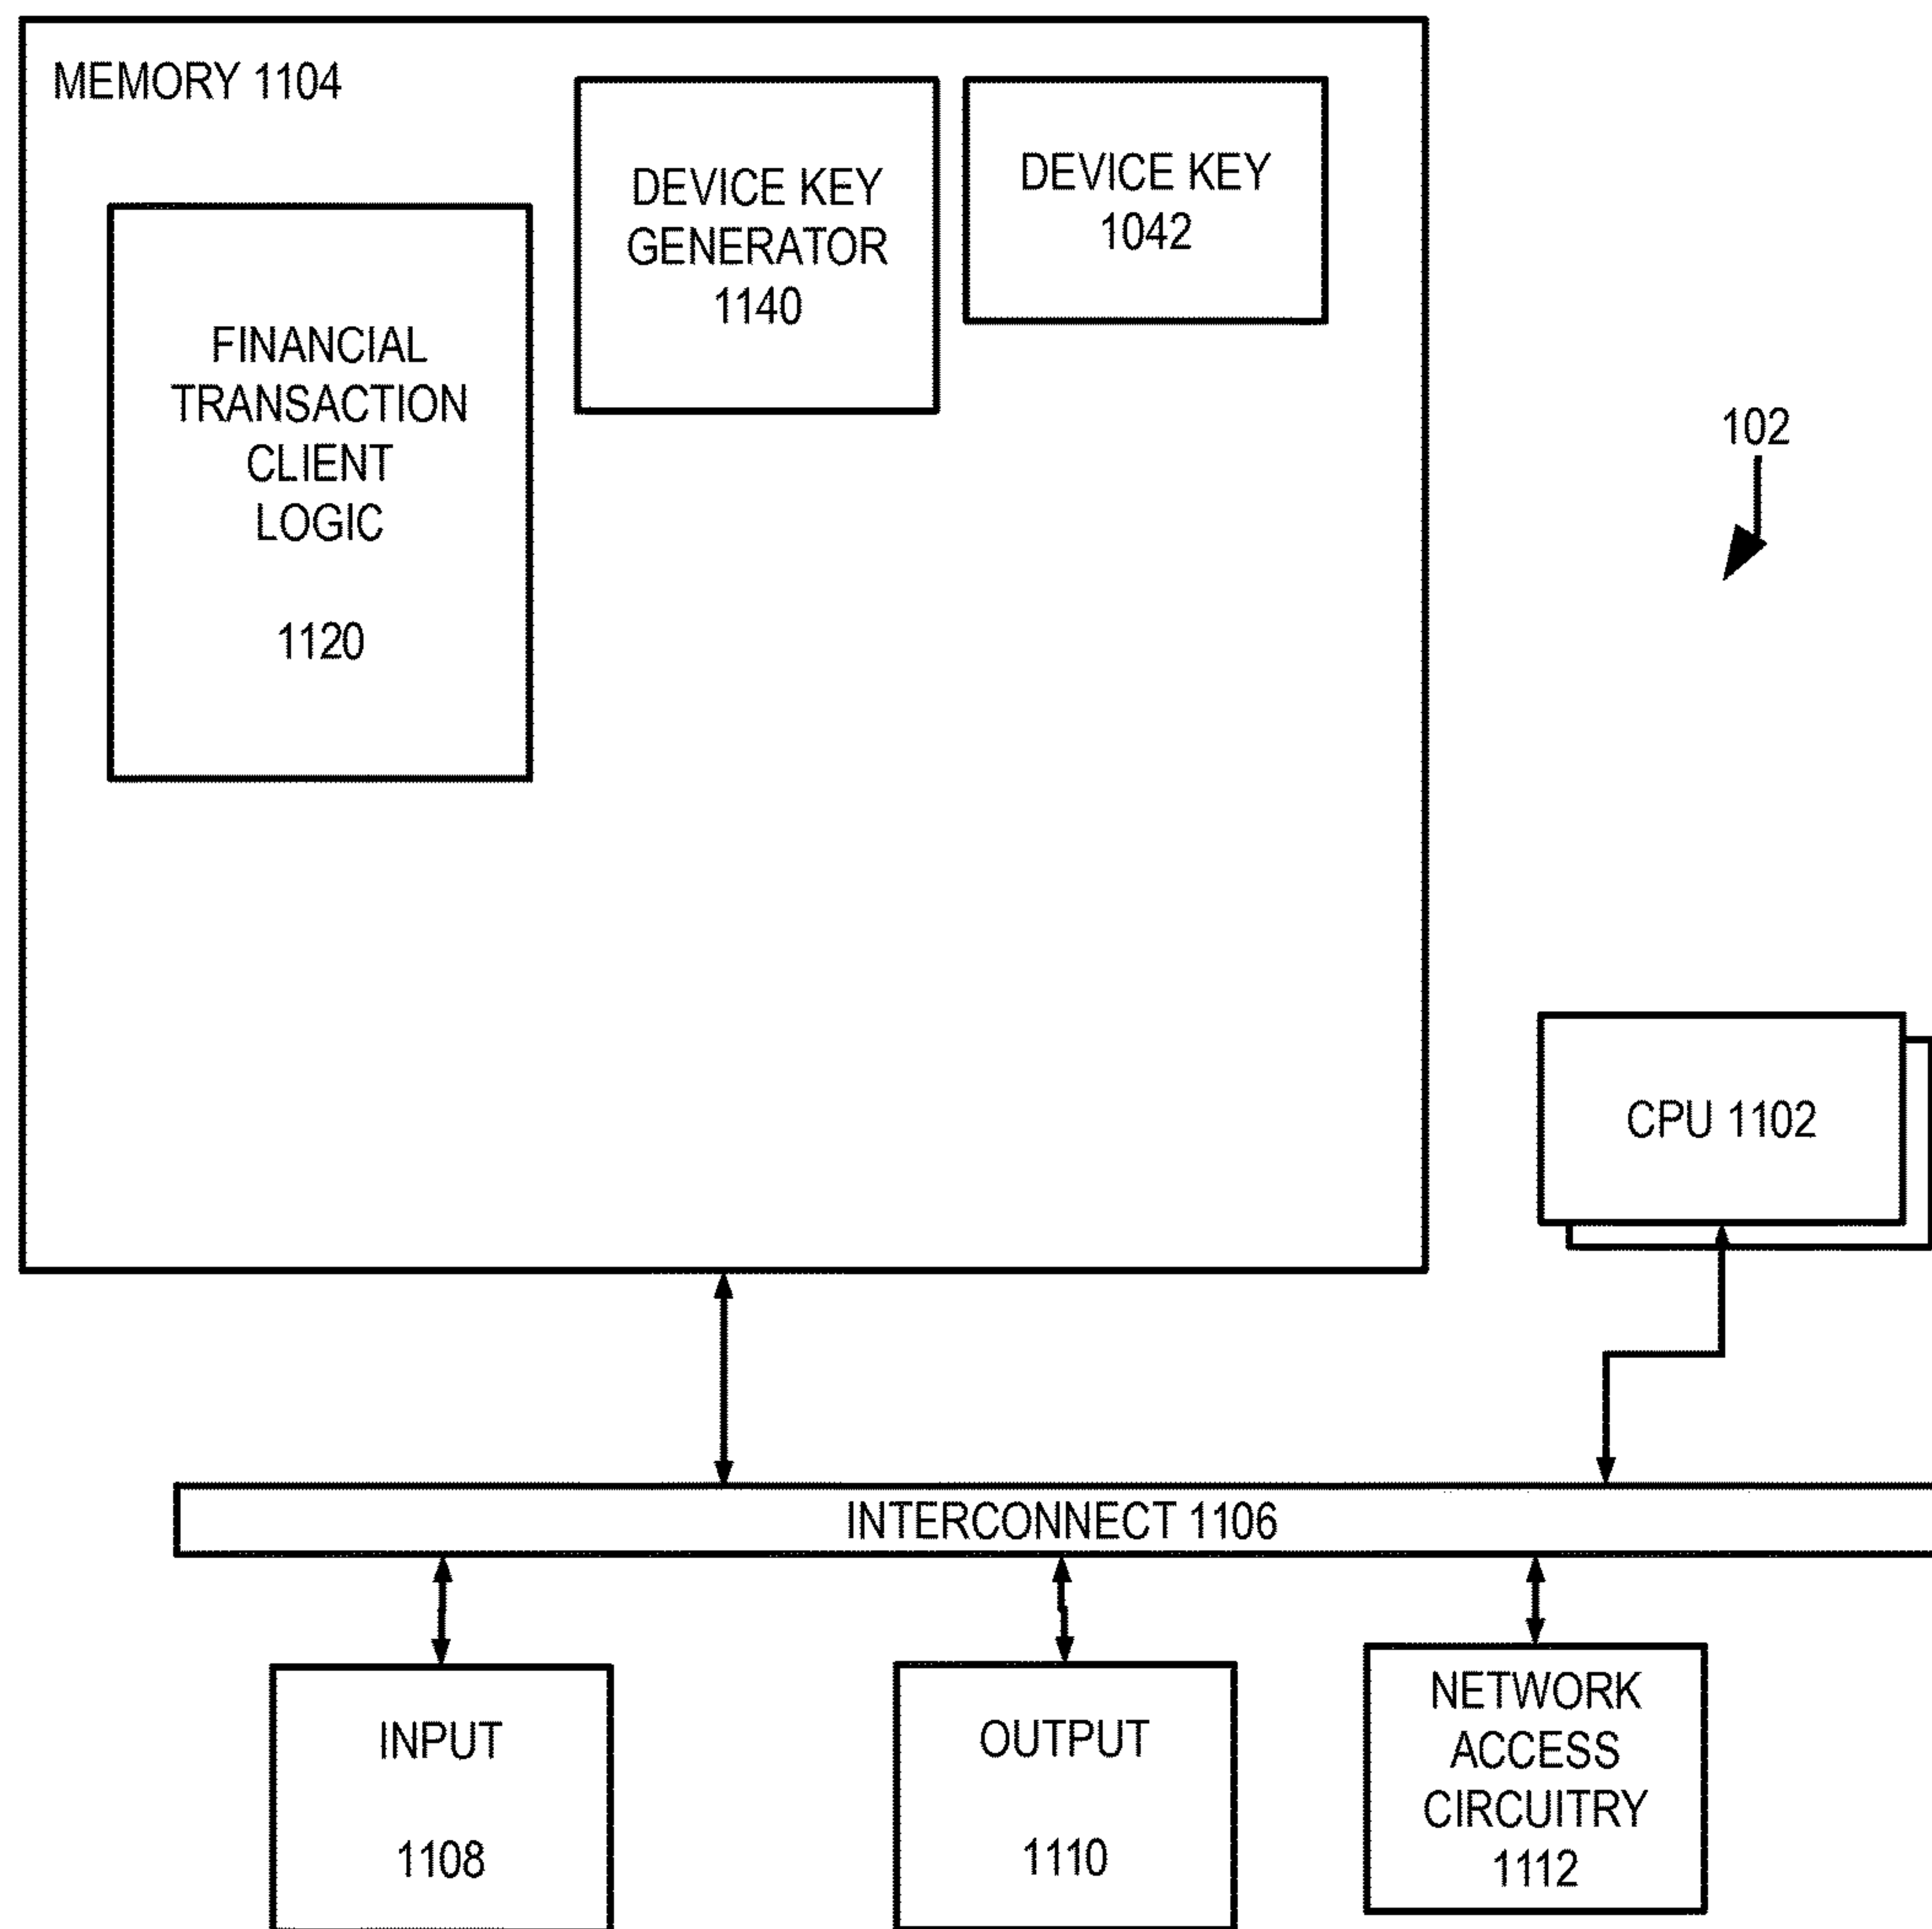 MEMORY 1104
DEVICE KEY
GENERATOR
1140
DEVICE KEY
1042
FINANCIAL
TRANSACTION
CLIENT
LOGIC
1120
102
CPU 1102
INTERCONNECT 1106
INPUT
1108
OUTPUT
1110
NETWORK
ACCESS
CIRCUITRY
1112